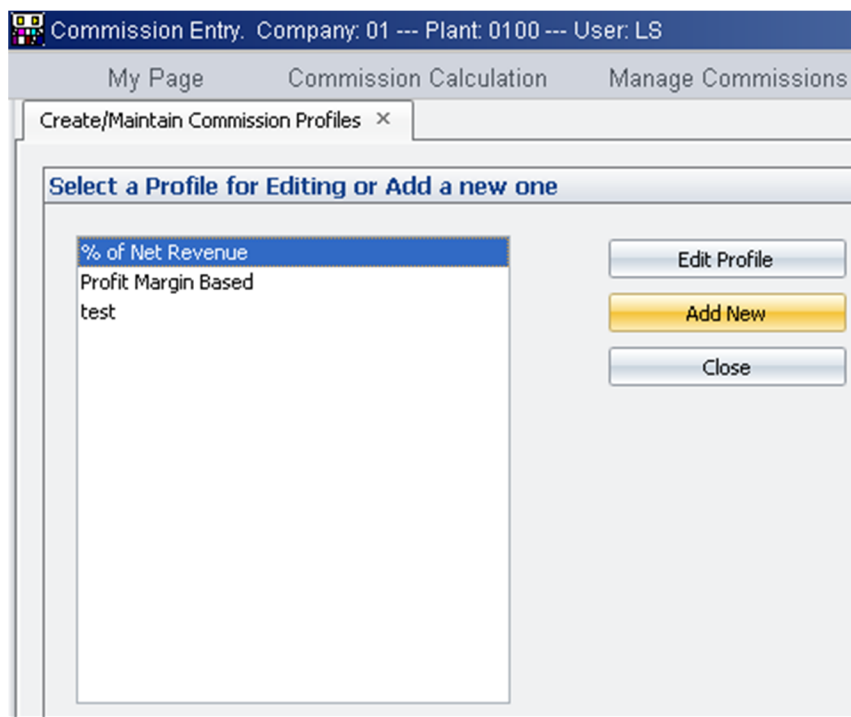 Commission Entry. Company: 01 --- Plant: 0100 --- User: LS
My Page Commission Calculation Manage Commissions
Create/Maintain Commission Profiles ×
Select a Profile for Editing or Add a new one
% of Net Revenue
Profit Margin Based
test
Edit Profile
Add New
Close